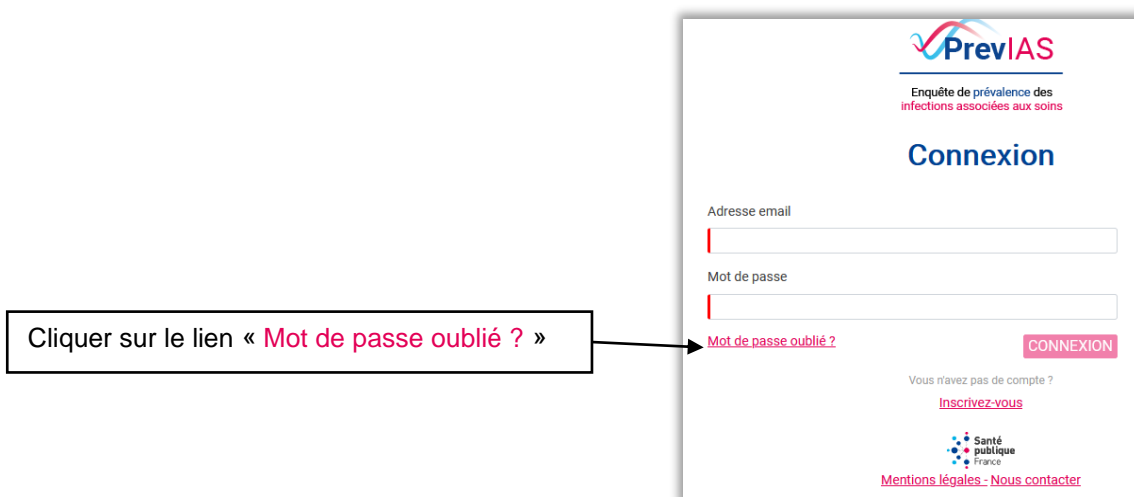 PrevIAS
Enquête de prévalence des
infections associées aux soins
Connexion
Adresse email
Mot de passe
Cliquer sur le lien « Mot de passe oublié ? »
Mot de passe oublié ?
CONNEXION
Vous n'avez pas de compte ?
Inscrivez-vous
Santé
publique
France
Mentions légales - Nous contacter